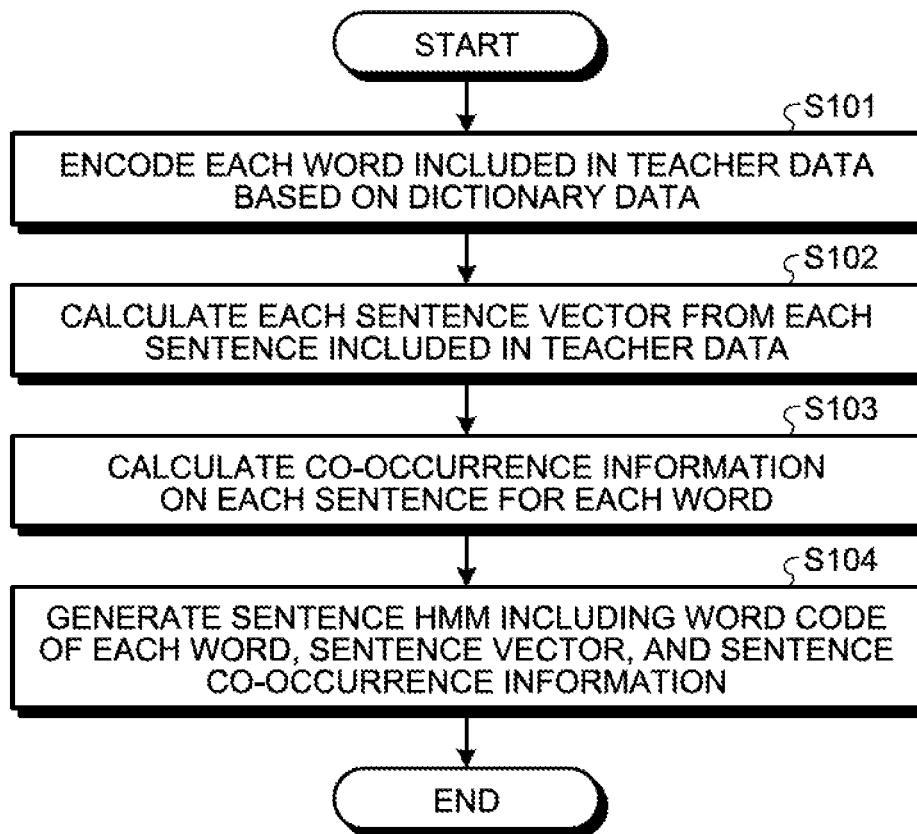 START
S101
ENCODE EACH WORD INCLUDED IN TEACHER DATA
BASED ON DICTIONARY DATA
S102
CALCULATE EACH SENTENCE VECTOR FROM EACH
SENTENCE INCLUDED IN TEACHER DATA
S103
CALCULATE CO-OCCURRENCE INFORMATION
ON EACH SENTENCE FOR EACH WORD
S104
GENERATE SENTENCE HMM INCLUDING WORD CODE
OF EACH WORD, SENTENCE VECTOR, AND SENTENCE
CO-OCCURRENCE INFORMATION
END